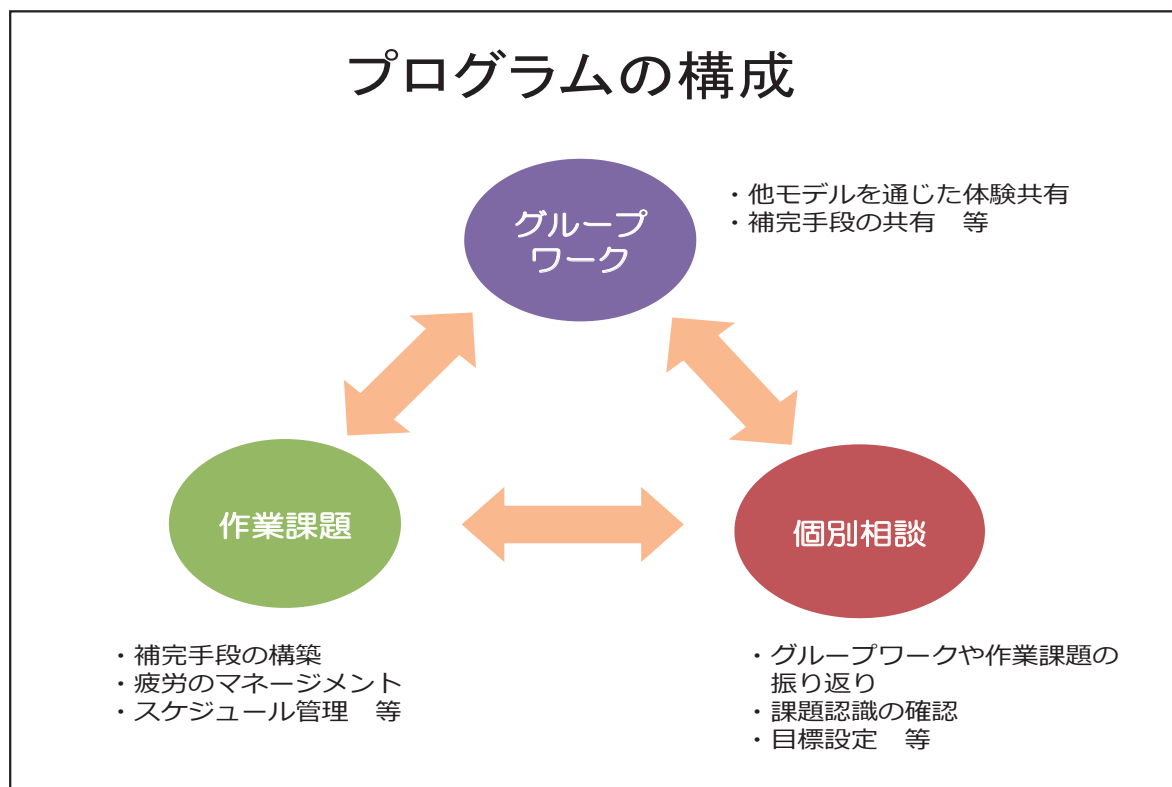 プログラムの構成
グループ
ワーク
・他モデルを通じた体験共有
・補完手段の共有　等
作業課題
個別相談
・補完手段の構築
・疲労のマネージメント
・スケジュール管理　等
・グループワークや作業課題の
振り返り
・課題認識の確認
・目標設定　等